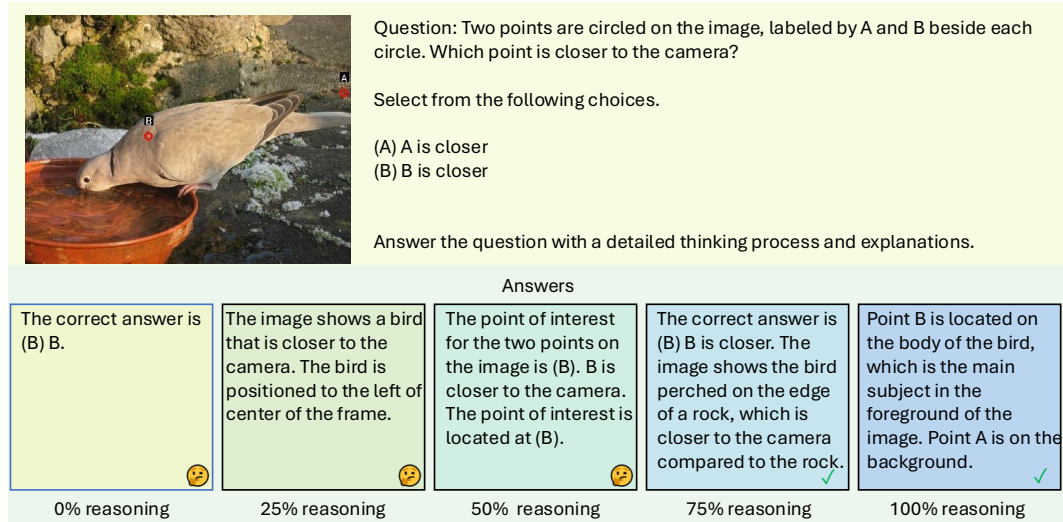 Question: Two points are circled on the image, labeled by A and B beside each
circle. Which point is closer to the camera?
Select from the following choices.
(A) A is closer
(B) B is closer
Answer the question with a detailed thinking process and explanations.
A
B
Answers
The correct answer is
(B) B.
The image shows a bird
that is closer to the
camera. The bird is
positioned to the left of
center of the frame.
The point of interest
for the two points on
the image is (B). B is
closer to the camera.
The point of interest is
located at (B).
The correct answer is
(B) B is closer. The
image shows the bird
perched on the edge
of a rock, which is
closer to the camera
compared to the rock.
Point B is located on
the body of the bird,
which is the main
subject in the
foreground of the
image. Point A is on the
background.
0% reasoning
25% reasoning
50% reasoning
75% reasoning
100% reasoning